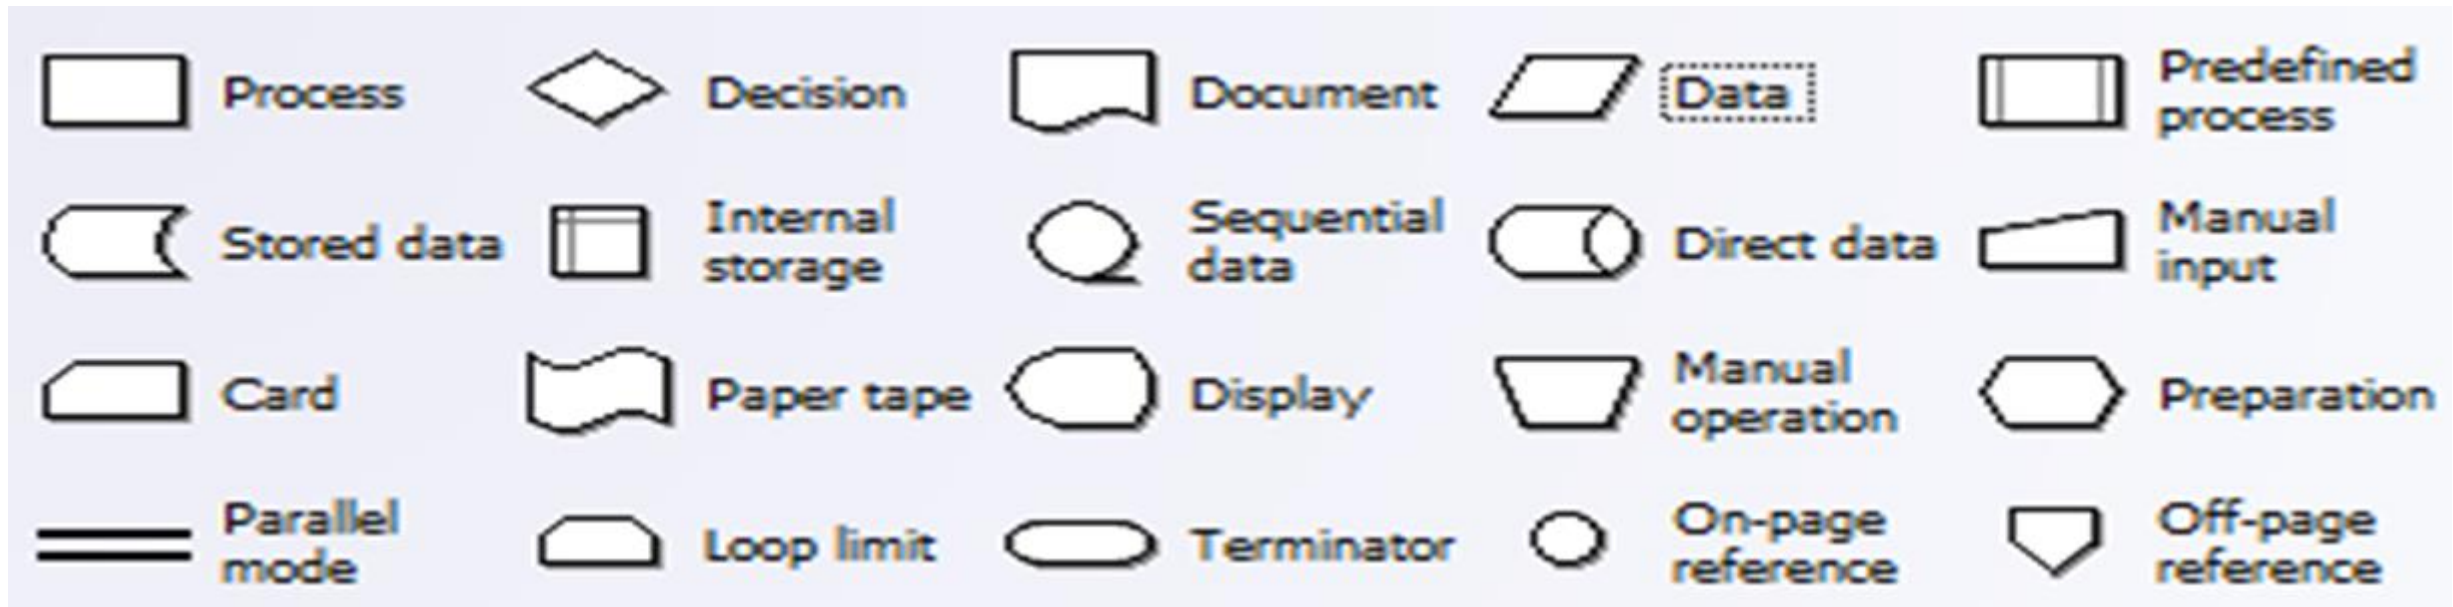 Process
Decision
Document
Data
Predefined
process
Stored data
Internal
storage
Sequential
data
Direct data
Manual
input
Card
Paper tape
Display
Manual
operation
Preparation
Parallel
mode
Loop limit
Terminator
On-page
reference
Off-page
reference